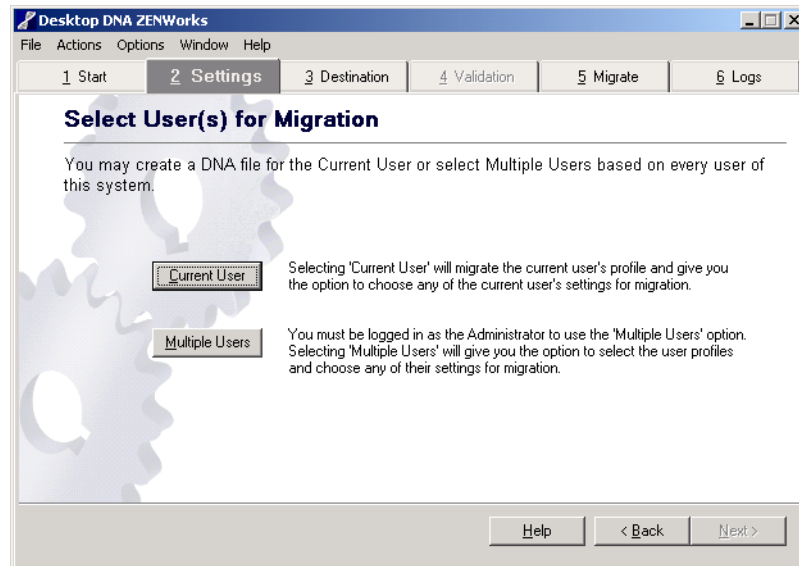 Desktop DNA ZENWorks
File Actions Options Window Help
1 Start 2 Settings 3 Destination 4 Validation 5 Migrate 6 Logs
Select User(s) for Migration
You may create a DNA file for the Current User or select Multiple Users based on every user of
this system.
Current User
Selecting 'Current User' will migrate the current user's profile and give you
the option to choose any of the current user's settings for migration.
Multiple Users
You must be logged in as the Administrator to use the 'Multiple Users' option.
Selecting 'Multiple Users' will give you the option to select the user profiles
and choose any of their settings for migration.
Help < Back Next >